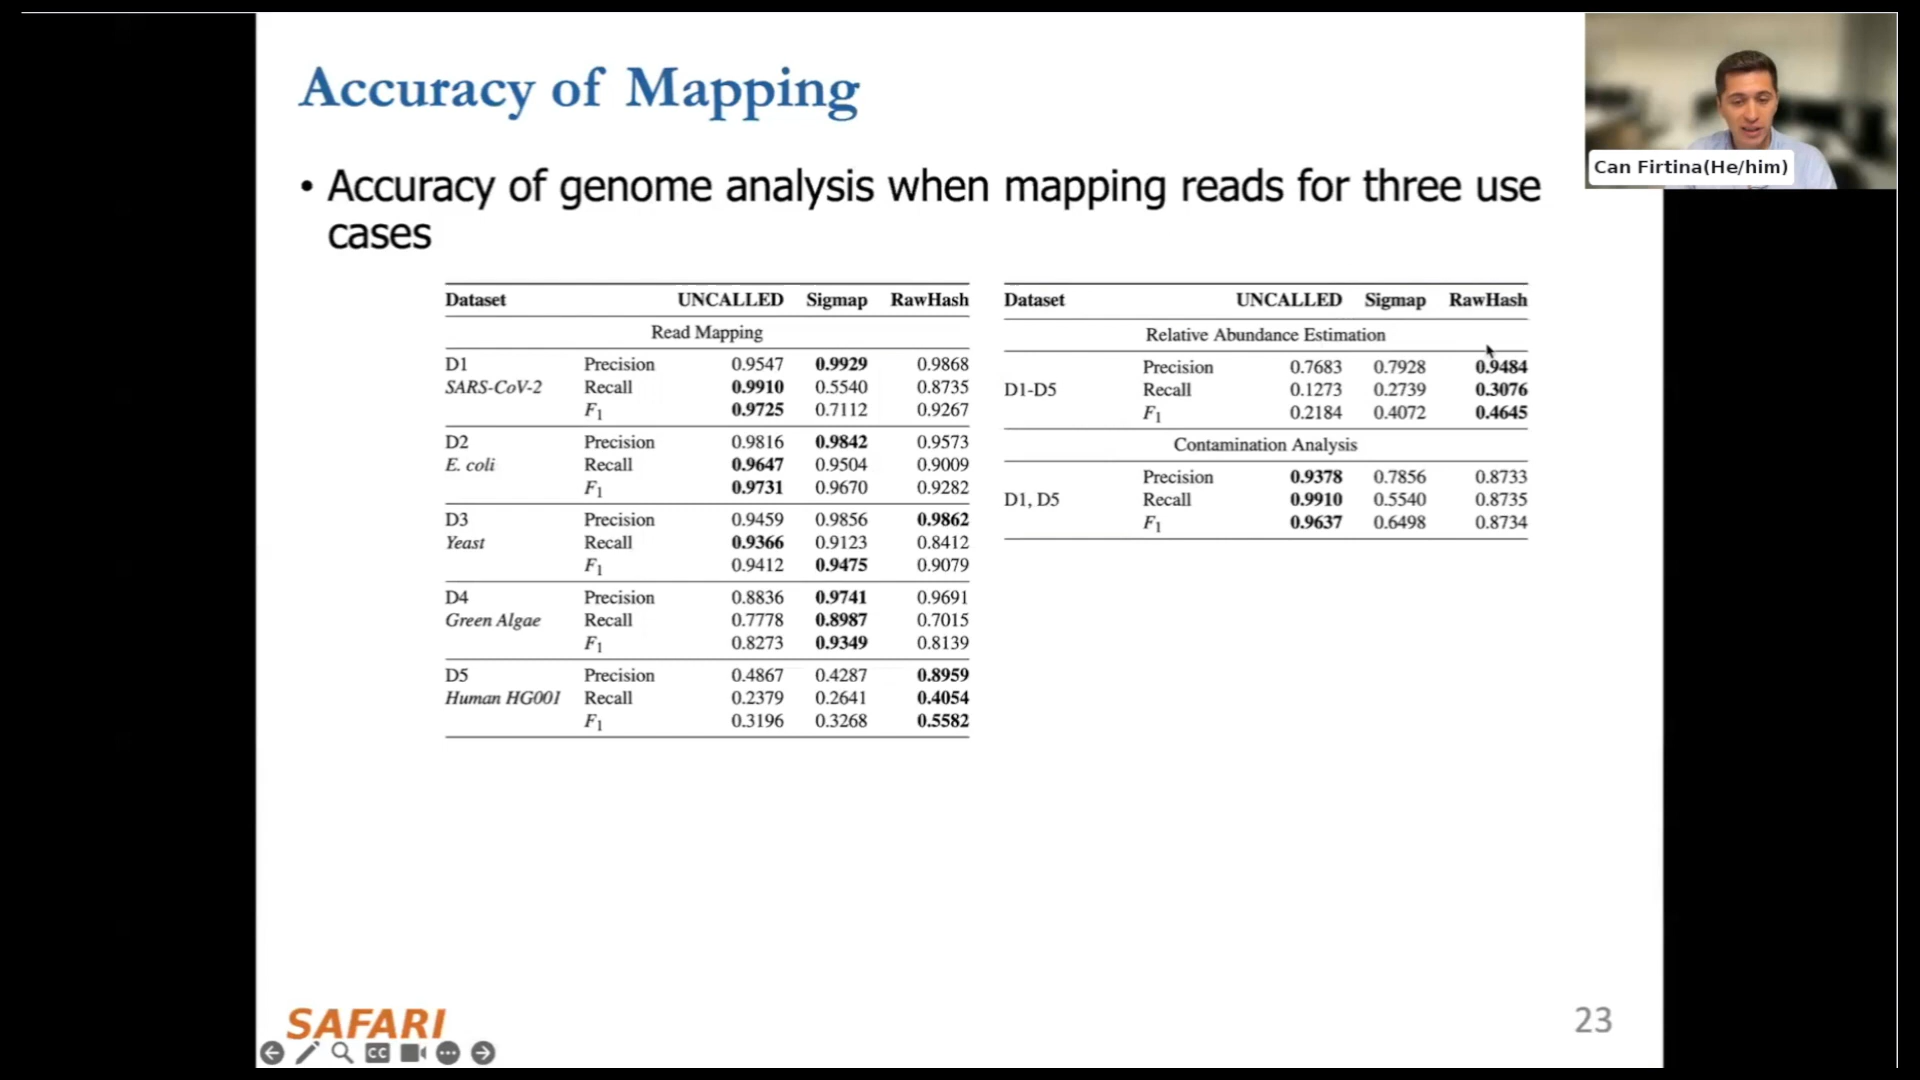 Accuracy of Mapping
Can Firtina(He/him)
• Accuracy of genome analysis when mapping reads for three use
cases
Dataset UNCALLED Sigmap RawHash
Read Mapping
D1 Precision 0.9547 0.9929 0.9868
SARS-CoV-2 Recall 0.9910 0.5540 0.8735
F1 0.9725 0.7112 0.9267
D2 Precision 0.9816 0.9842 0.9573
E. coli Recall 0.9647 0.9504 0.9009
F1 0.9731 0.9670 0.9282
D3 Precision 0.9459 0.9856 0.9862
Yeast Recall 0.9366 0.9123 0.8412
F1 0.9412 0.9475 0.9079
D4 Precision 0.8836 0.9741 0.9691
Green Algae Recall 0.7778 0.8987 0.7015
F1 0.8273 0.9349 0.8139
D5 Precision 0.4867 0.4287 0.8959
Human HG001 Recall 0.2379 0.2641 0.4054
F1 0.3196 0.3268 0.5582
Dataset UNCALLED Sigmap RawHash
Relative Abundance Estimation
Precision 0.7683 0.7928 0.9484
D1-D5 Recall 0.1273 0.2739 0.3076
F1 0.2184 0.4072 0.4645
Contamination Analysis
Precision 0.9378 0.7856 0.8733
D1, D5 Recall 0.9910 0.5540 0.8735
F1 0.9637 0.6498 0.8734
SAFARI
23
CC